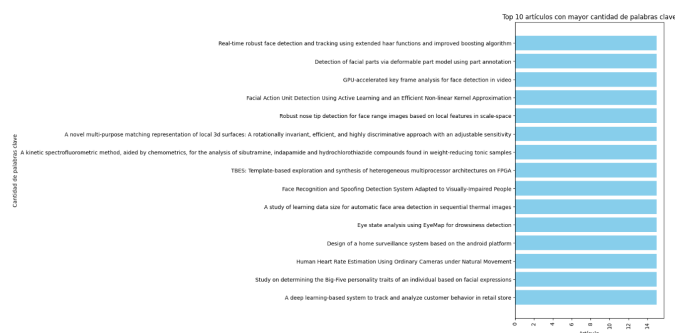 Top 10 artículos con mayor cantidad de palabras clave
Real-time robust face detection and tracking using extended haar functions and improved boosting algorithm
Detection of facial parts via deformable part model using part annotation
GPU-accelerated key frame analysis for face detection in video
Facial Action Unit Detection Using Active Learning and an Efficient Non-linear Kernel Approximation
Robust nose tip detection for face range images based on local features in scale-space
A novel multi-purpose matching representation of local 3d surfaces: A rotationally invariant, efficient, and highly discriminative approach with an adjustable sensitivity
A kinetic spectrofluorometric method, aided by chemometrics, for the analysis of sibutramine, indapamide and hydrochlorothiazide compounds found in weight-reducing tonic samples
TBES: Template-based exploration and synthesis of heterogeneous multiprocessor architectures on FPGA
Face Recognition and Spoofing Detection System Adapted to Visually-Impaired People
A study of learning data size for automatic face area detection in sequential thermal images
Eye state analysis using EyeMap for drowsiness detection
Design of a home surveillance system based on the android platform
Human Heart Rate Estimation Using Ordinary Cameras under Natural Movement
Study on determining the Big-Five personality traits of an individual based on facial expressions
A deep learning-based system to track and analyze customer behavior in retail store
Cantidad de palabras clave
0 2 4 6 8 10 12 14